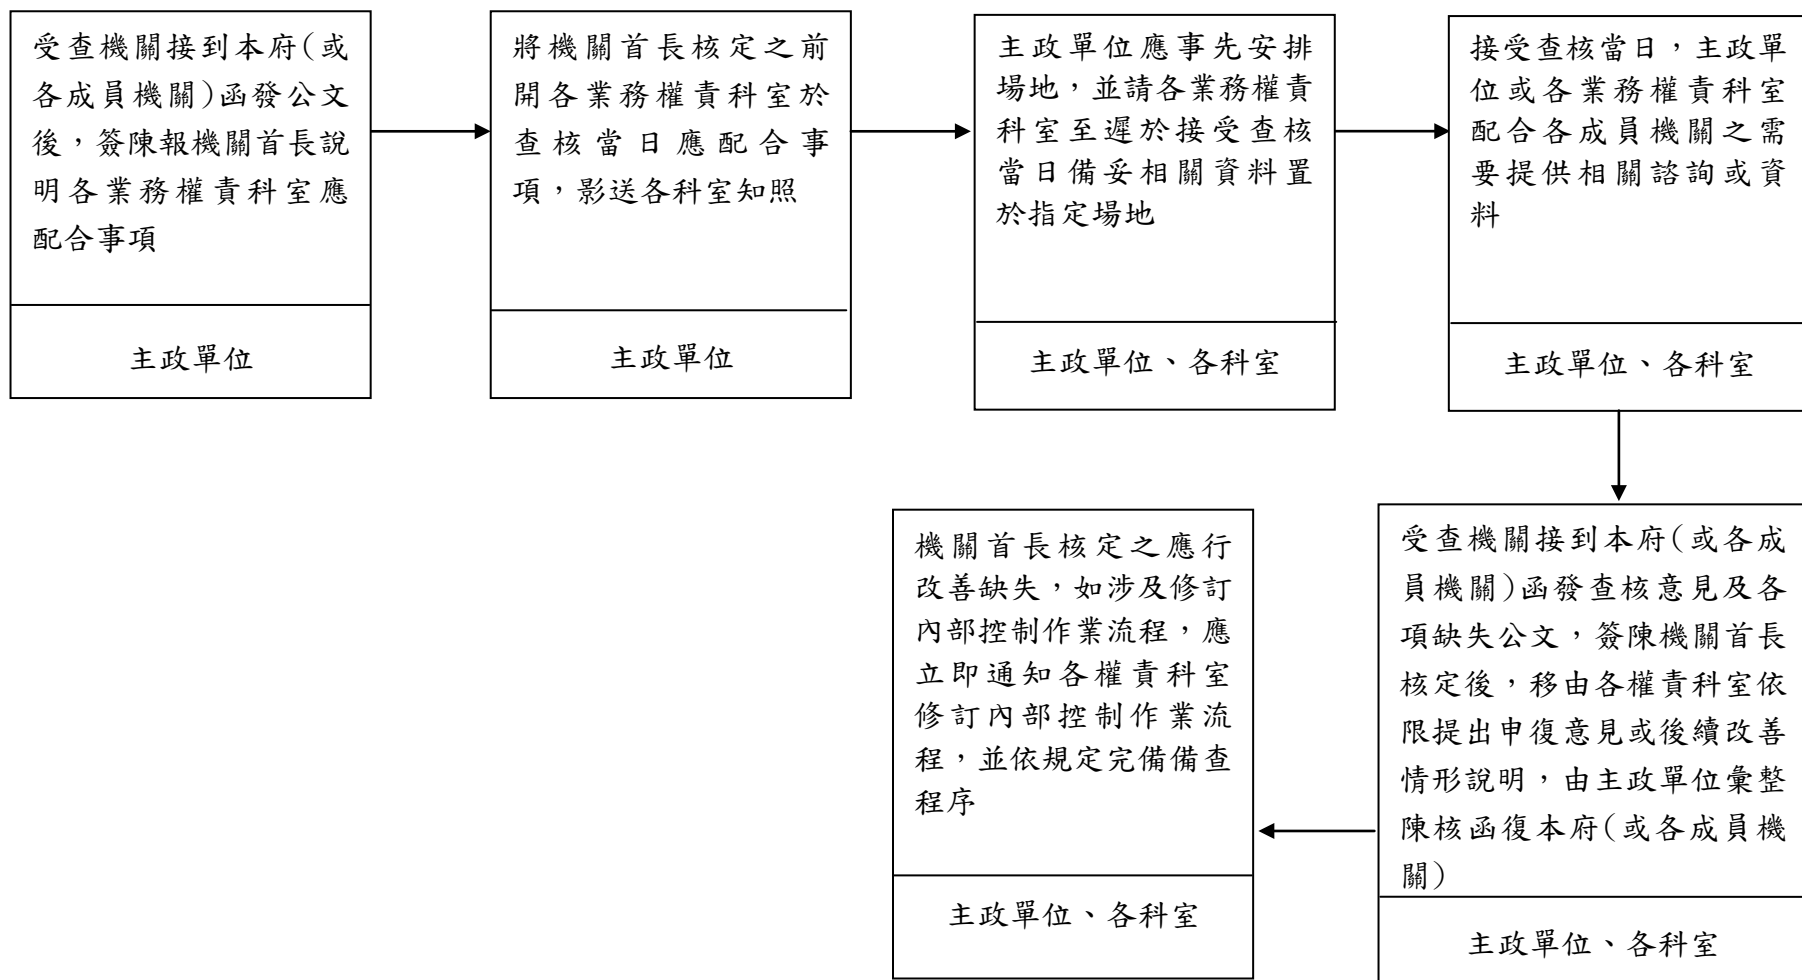 受查機關接到本府(或
各成員機關)函發公文
後，簽陳報機關首長說
明各業務權責科室應
配合事項
主政單位
將機關首長核定之前
開各業務權責科室於
查核當日應配合事
項，影送各科室知照
主政單位
主政單位應事先安排
場地，並請各業務權責
科室至遲於接受查核
當日備妥相關資料置
於指定場地
主政單位、各科室
接受查核當日，主政單
位或各業務權責科室
配合各成員機關之需
要提供相關諮詢或資
料
主政單位、各科室
受查機關接到本府(或各成
員機關)函發查核意見及各
項缺失公文，簽陳機關首長
核定後，移由各權責科室依
限提出申復意見或後續改善
情形說明，由主政單位彙整
陳核函復本府(或各成員機
關)
主政單位、各科室
機關首長核定之應行
改善缺失，如涉及修訂
內部控制作業流程，應
立即通知各權責科室
修訂內部控制作業流
程，並依規定完備備查
程序
主政單位、各科室